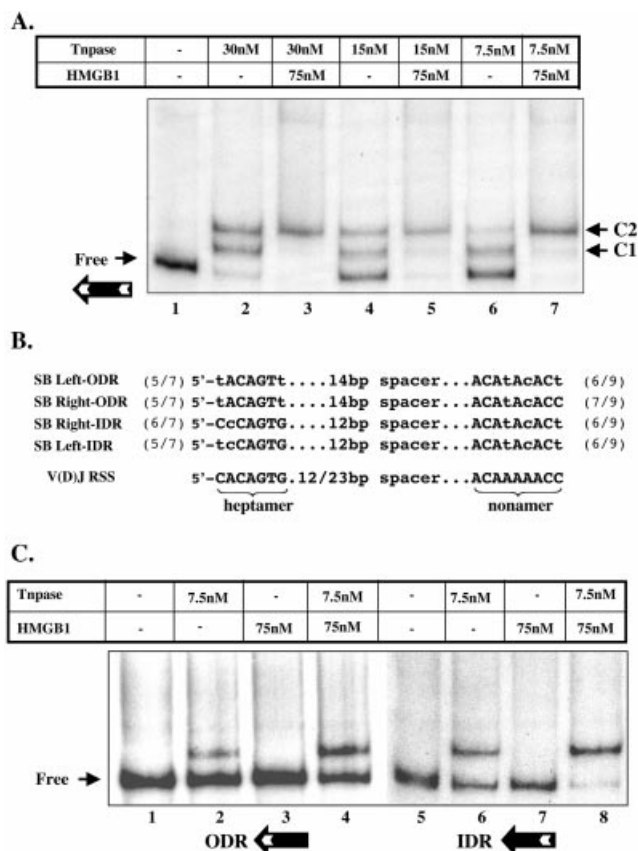 A.
Tnpase - 30nM 30nM 15nM 15nM 7.5nM 7.5nM
HMGB1 - - 75nM - 75nM - 75nM
C2
C1
Free
1 2 3 4 5 6 7
B.
SB Left-ODR (5/7) 5'-tACAGTt....14bp spacer...ACAtAcACt (6/9)
SB Right-ODR (5/7) 5'-tACAGTt....14bp spacer...ACAtAcACC (7/9)
SB Right-IDR (6/7) 5'-CcCAGTG....12bp spacer...ACAtAcACt (6/9)
SB Left-IDR (5/7) 5'-tcCAGTG....12bp spacer...ACAtAcACt (6/9)
V(D)J RSS 5'-CACAGTG.12/23bp spacer...ACAAAAACC
heptamer nonamer
C.
Tnpase - 7.5nM - 7.5nM - 7.5nM - 7.5nM
HMGB1 - - 75nM 75nM - - 75nM 75nM
Free
1 2 3 4 5 6 7 8
ODR IDR